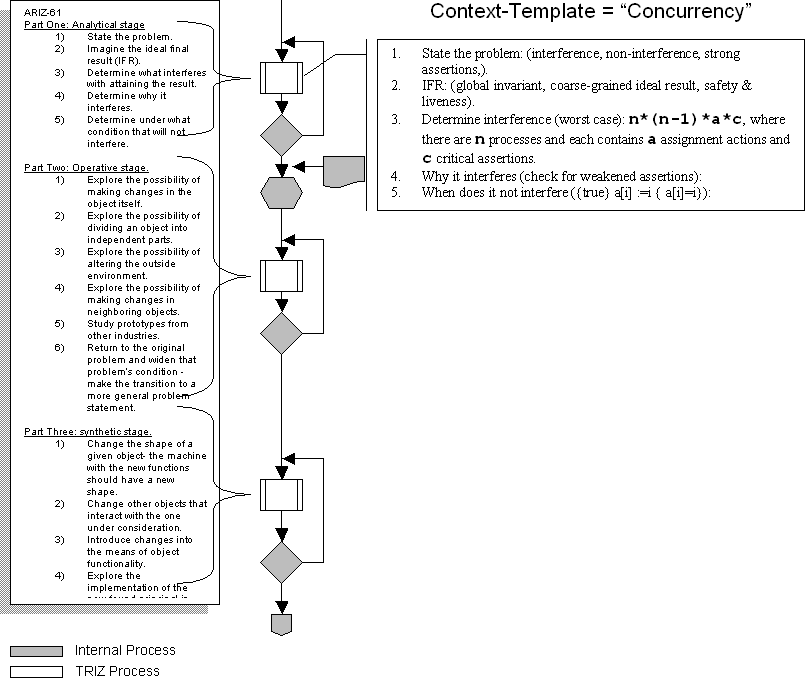 Context-Template = “Concurrency”
ARIZ-61
Part One: Analytical stage
1) State the problem.
2) Imagine the ideal final
result (IFR).
3) Determine what interferes
with attaining the result.
4) Determine why it
interferes.
5) Determine under what
condition that will not
interfere.
Part Two: Operative stage.
1) Explore the possibility of
making changes in the
object itself.
2) Explore the possibility of
dividing an object into
independent parts.
3) Explore the possibility of
altering the outside
environment.
4) Explore the possibility of
making changes in
neighboring objects.
5) Study prototypes from
other industries.
6) Return to the original
problem and widen that
problem's condition -
make the transition to a
more general problem
statement.
Part Three: synthetic stage.
1) Change the shape of a
given object- the machine
with the new functions
should have a new
shape.
2) Change other objects that
interact with the one
under consideration.
3) Introduce changes into
the means of object
functionality.
4) Explore the
implementation of the
1. State the problem: (interference, non-interference, strong
assertions,).
2. IFR: (global invariant, coarse-grained ideal result, safety &
liveness).
3. Determine interference (worst case): n*(n-1)*a*c, where
there are n processes and each contains a assignment actions and
c critical assertions.
4. Why it interferes (check for weakened assertions):
5. When does it not interfere ({true} a[i] :=i { a[i]=i}):
Internal Process
TRIZ Process